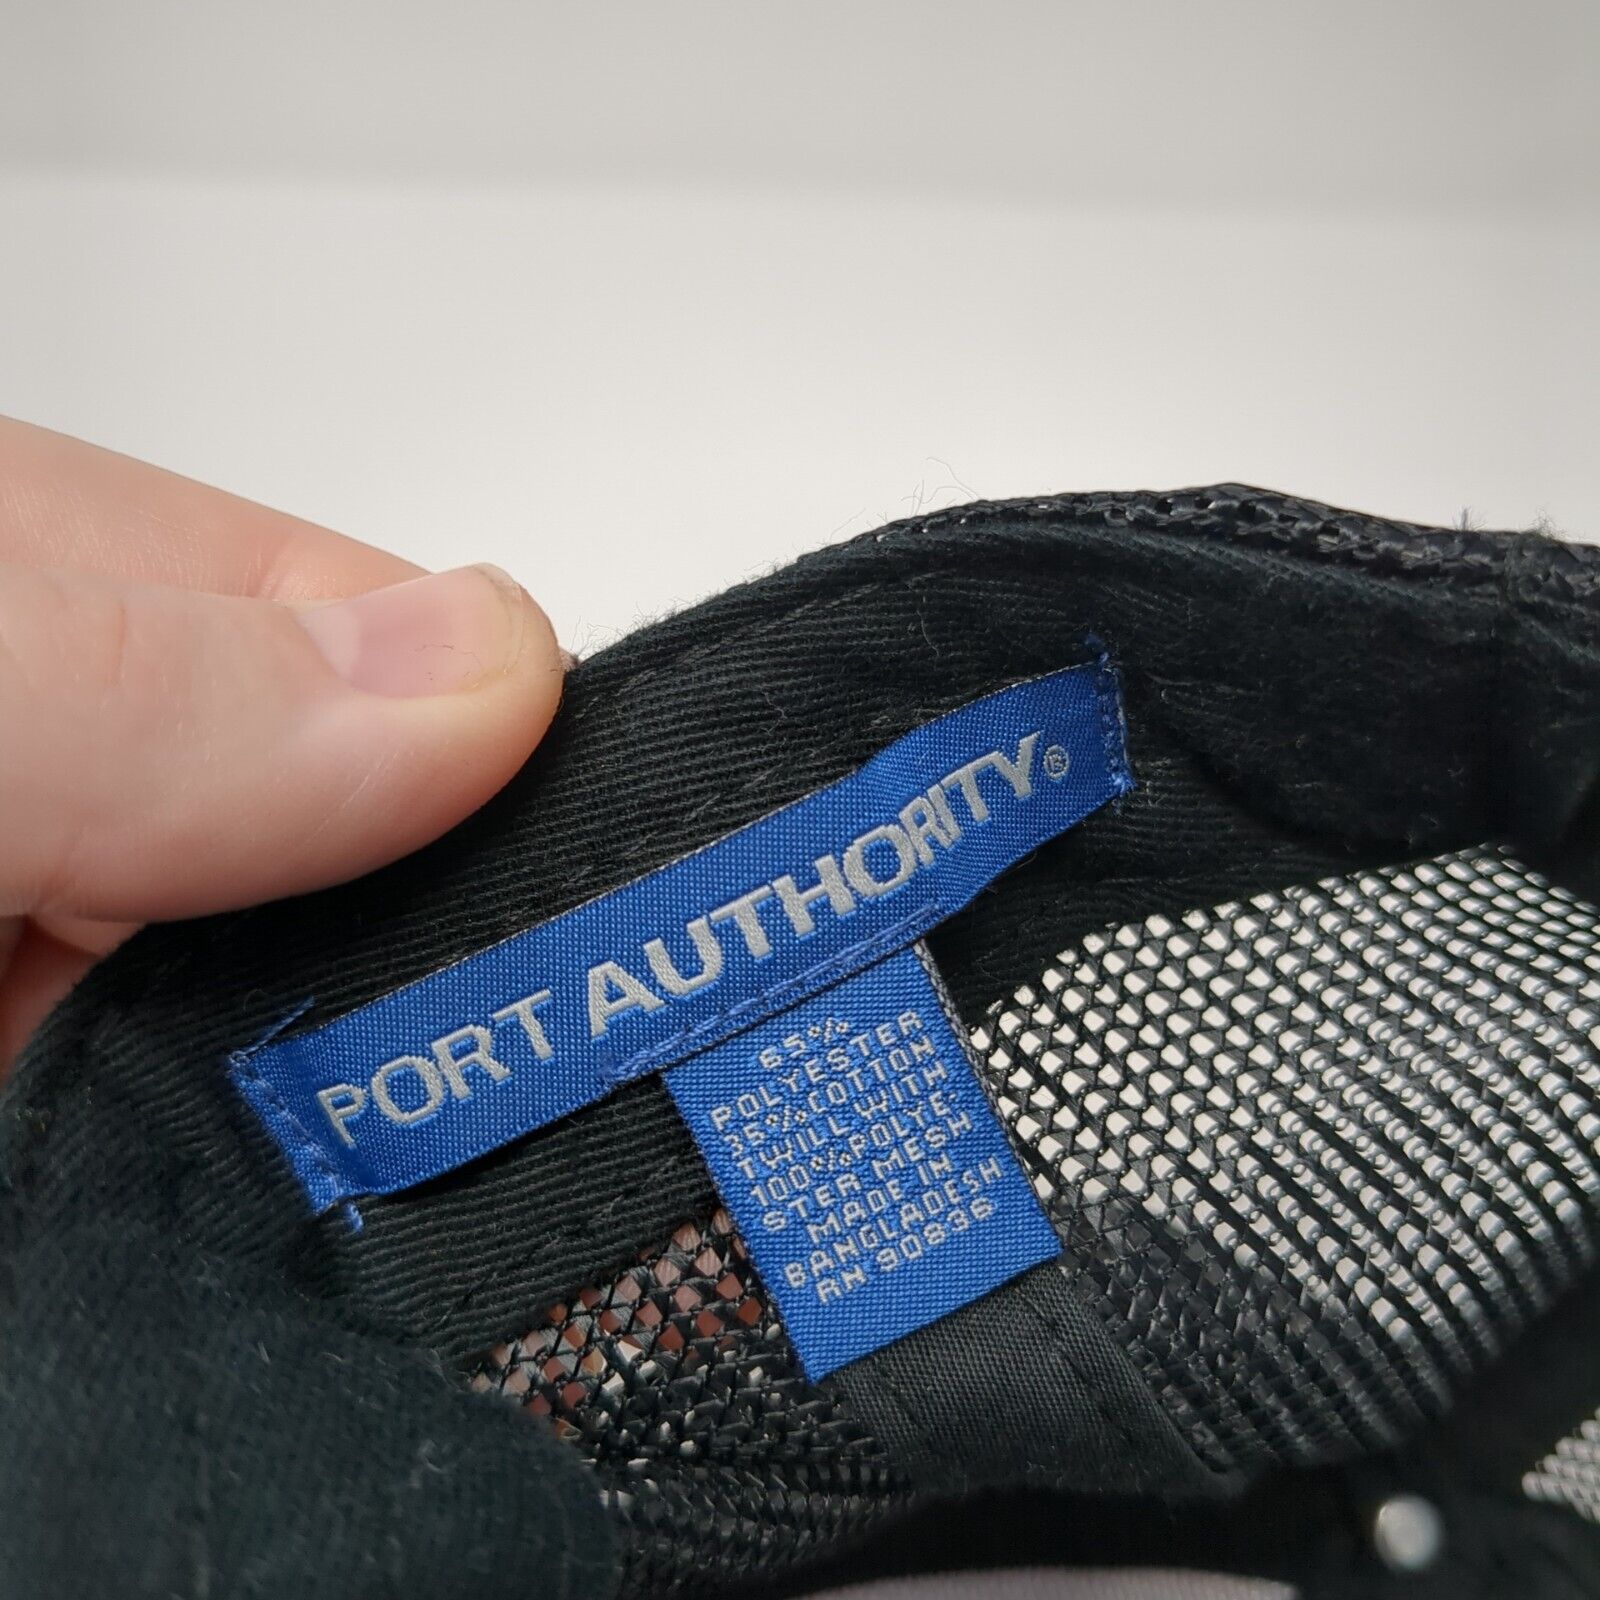 PORT AUTHORITY®
65%
POLYESTER
35% COTTON
TWILL WITH
100% POLYE-
STER MESH
MADE IN
BANGLADESH
RN 90836